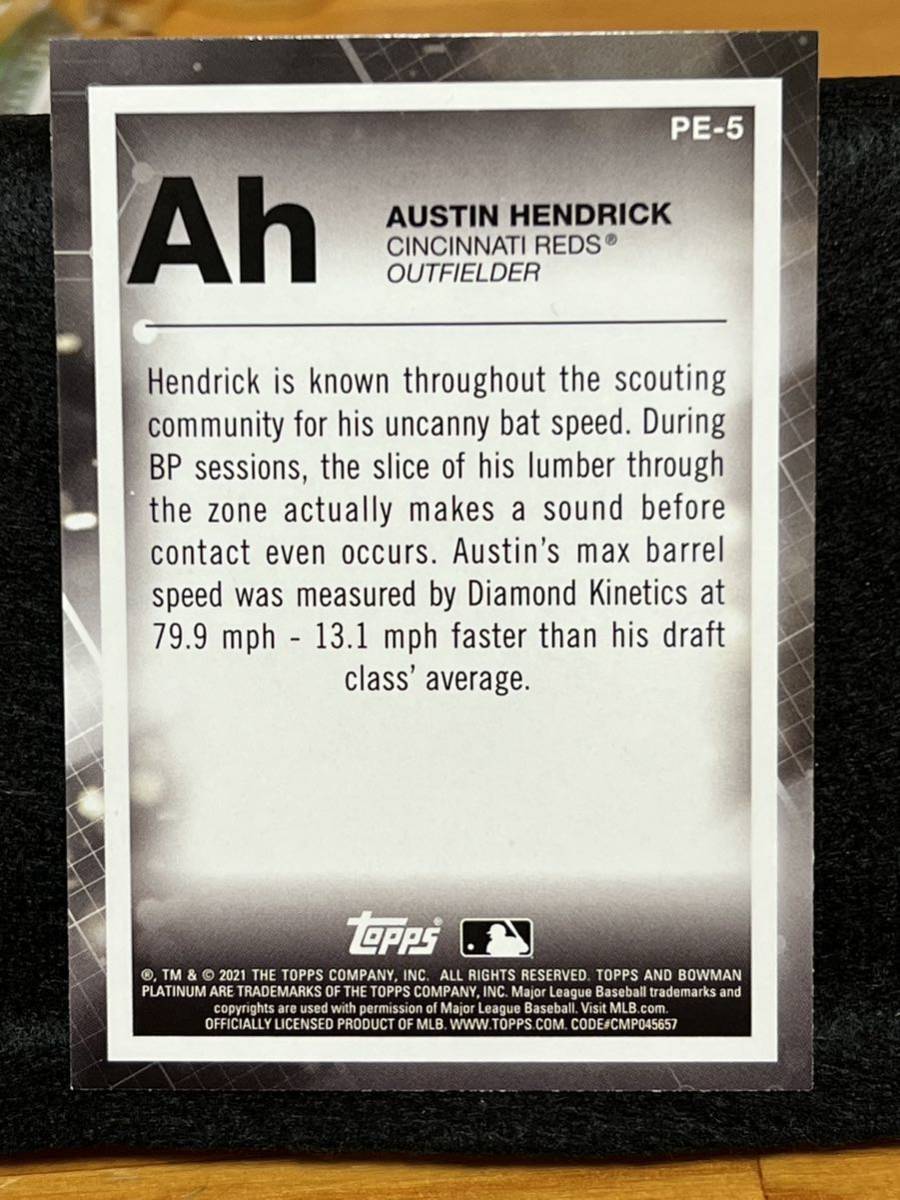 PE-5
Ah
AUSTIN HENDRICK
CINCINNATI REDS®
OUTFIELDER
Hendrick is known throughout the scouting
community for his uncanny bat speed. During
BP sessions, the slice of his lumber through
the zone actually makes a sound before
contact even occurs. Austin's max barrel
speed was measured by Diamond Kinetics at
79.9 mph - 13.1 mph faster than his draft
class' average.
Topps®
®, TM & © 2021 THE TOPPS COMPANY, INC. ALL RIGHTS RESERVED. TOPPS AND BOWMAN
PLATINUM ARE TRADEMARKS OF THE TOPPS COMPANY, INC. Major League Baseball trademarks and
copyrights are used with permission of Major League Baseball. Visit MLB.com.
OFFICIALLY LICENSED PRODUCT OF MLB. WWW.TOPPS.COM. CODE#CMP045657